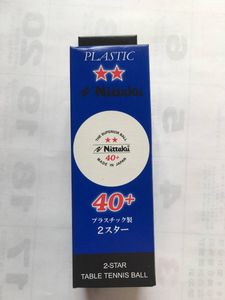 PLASTIC
★★
Nittaku
THE SUPERIOR BALL
★★
Nittaku
40+
MADE IN JAPAN
40+
プラスチック製
2スター
2-STAR
TABLE TENNIS BALL